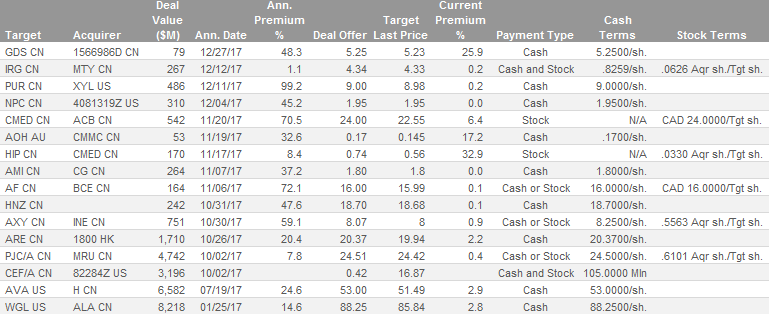 Deal Ann. Current
Value Premium Target Premium Cash
Target Acquirer ($M) Ann. Date % Deal Offer Last Price % Payment Type Terms Stock Terms
GDS CN 1566986D CN 79 12/27/17 48.3 5.25 5.23 25.9 Cash 5.2500/sh.
IRG CN MTY CN 267 12/12/17 1.1 4.34 4.33 0.2 Cash and Stock .8259/sh. .0626 Aqr sh./Tgt sh.
PUR CN XYL US 486 12/11/17 99.2 9.00 8.98 0.2 Cash 9.0000/sh.
NPC CN 4081319Z US 310 12/04/17 45.2 1.95 1.95 0.0 Cash 1.9500/sh.
CMED CN ACB CN 542 11/20/17 70.5 24.00 22.55 6.4 Stock N/A CAD 24.0000/Tgt sh.
AOH AU CMMC CN 53 11/19/17 32.6 0.17 0.145 17.2 Cash .1700/sh.
HIP CN CMED CN 170 11/17/17 8.4 0.74 0.56 32.9 Stock N/A .0330 Aqr sh./Tgt sh.
AMI CN CG CN 264 11/07/17 37.2 1.80 1.8 0.0 Cash 1.8000/sh.
AF CN BCE CN 164 11/06/17 72.1 16.00 15.99 0.1 Cash or Stock 16.0000/sh. CAD 16.0000/Tgt sh.
HNZ CN 242 10/31/17 47.6 18.70 18.68 0.1 Cash 18.7000/sh.
AXY CN INE CN 751 10/30/17 59.1 8.07 8 0.9 Cash or Stock 8.2500/sh. .5563 Aqr sh./Tgt sh.
ARE CN 1800 HK 1,710 10/26/17 20.4 20.37 19.94 2.2 Cash 20.3700/sh.
PJC/A CN MRU CN 4,742 10/02/17 7.8 24.51 24.42 0.4 Cash or Stock 24.5000/sh. .6101 Aqr sh./Tgt sh.
CEF/A CN 82284Z US 3,196 10/02/17 0.42 16.87 Cash and Stock 105.0000 Mln
AVA US H CN 6,582 07/19/17 24.6 53.00 51.49 2.9 Cash 53.0000/sh.
WGL US ALA CN 8,218 01/25/17 14.6 88.25 85.84 2.8 Cash 88.2500/sh.